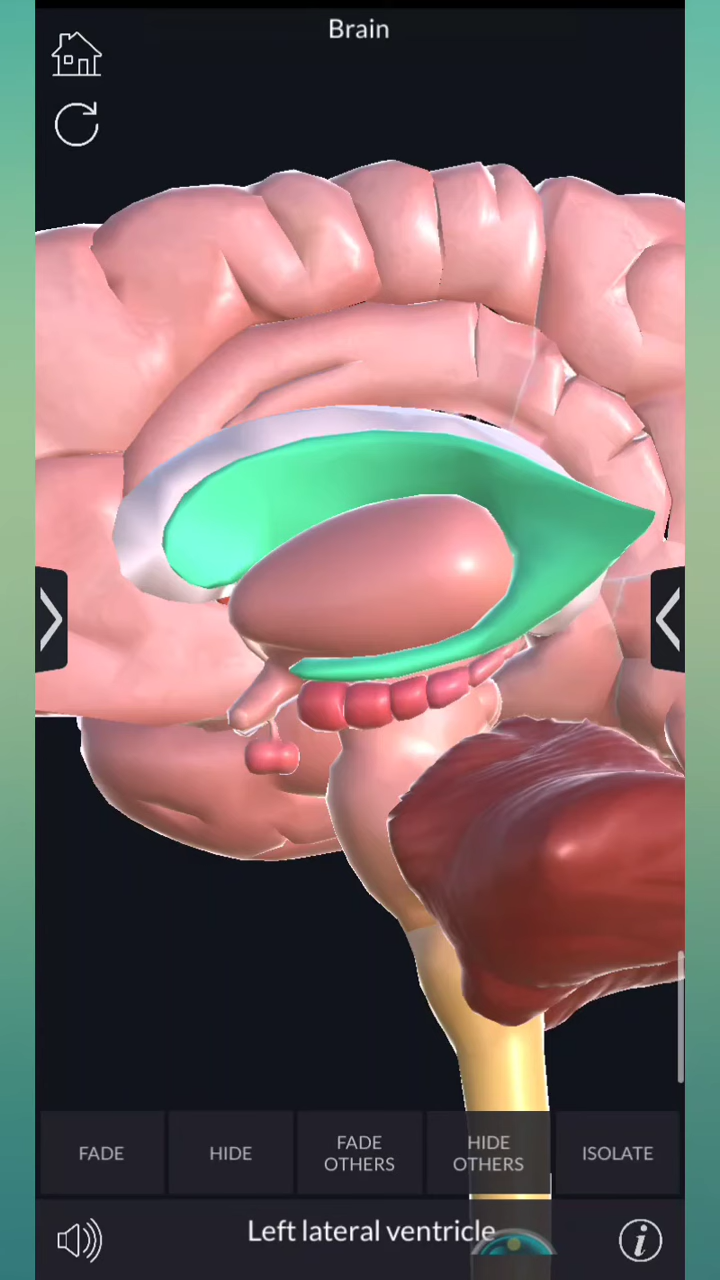 Brain
FADE
HIDE
FADE
OTHERS
HIDE
OTHERS
ISOLATE
Left lateral ventricle
i